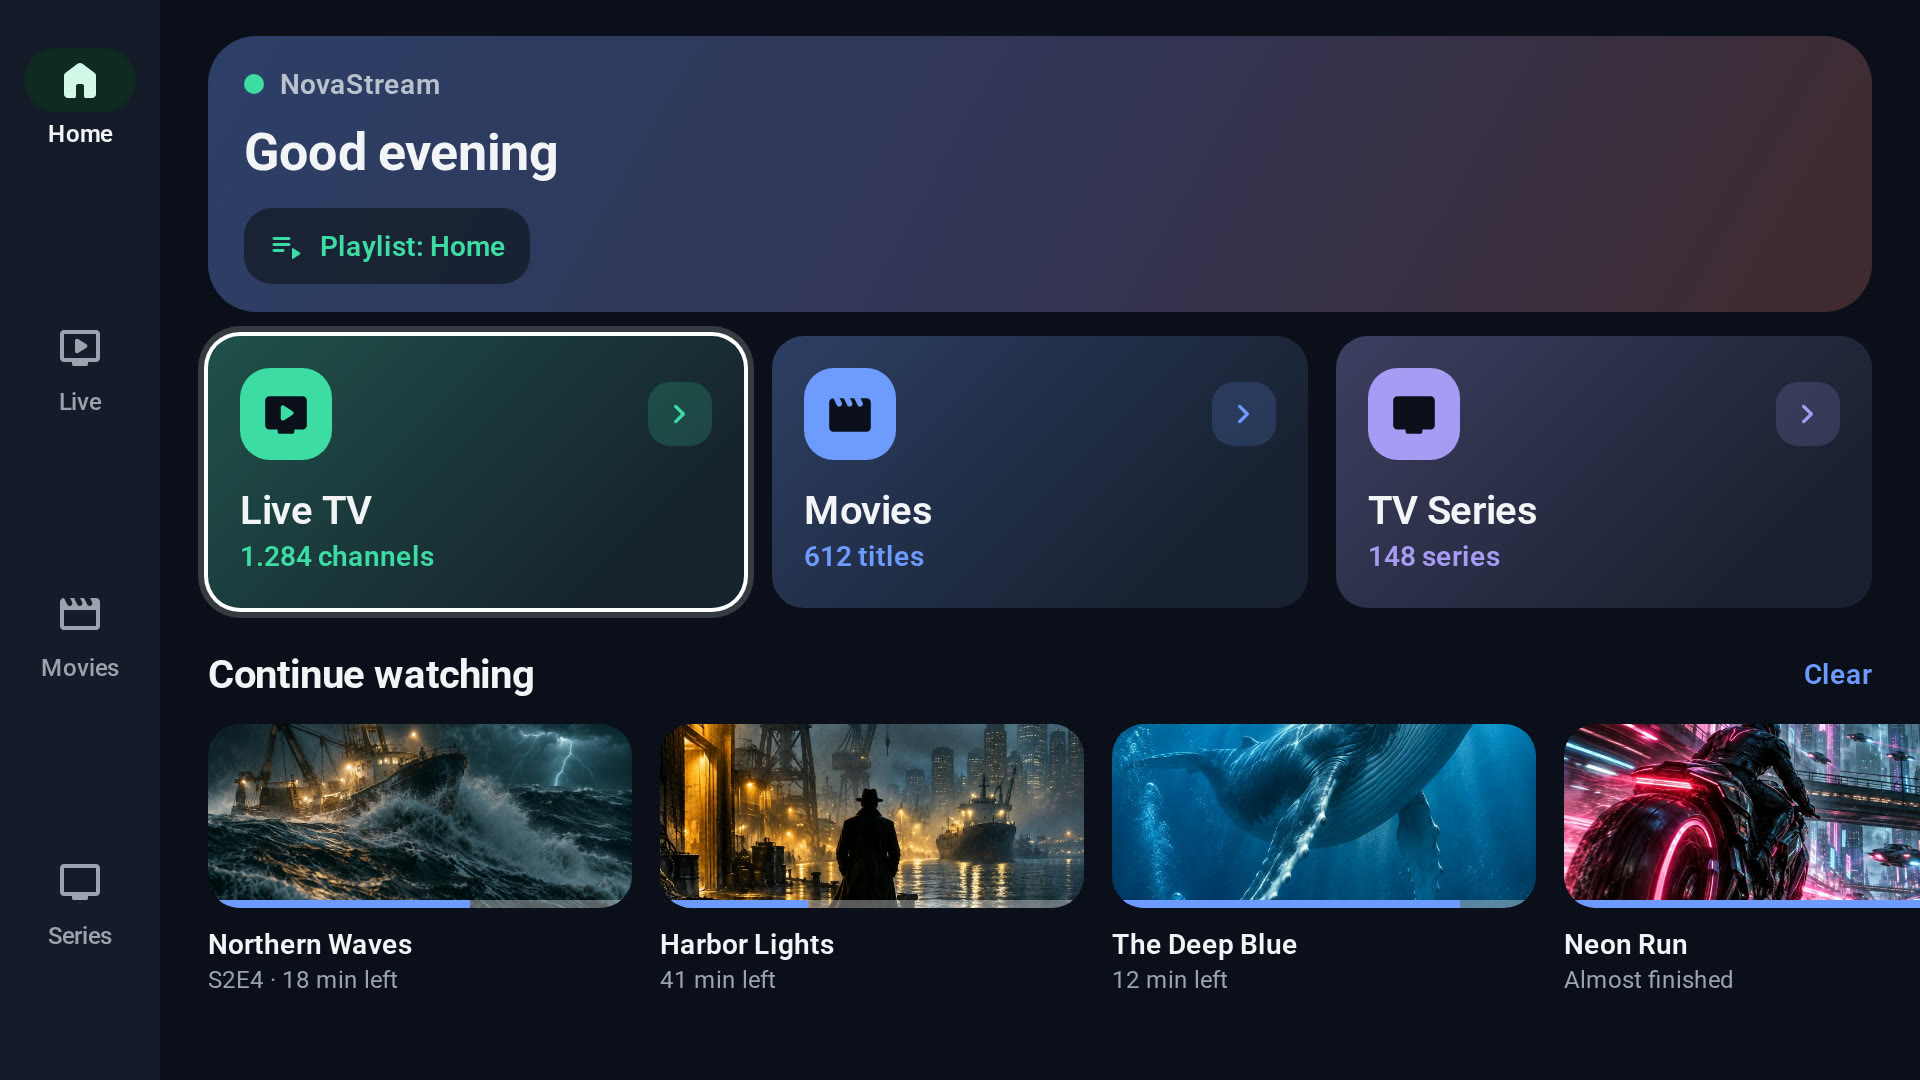 Home
Live
Movies
Series
NovaStream
Good evening
Playlist: Home
Live TV
1.284 channels
Movies
612 titles
TV Series
148 series
Continue watching
Clear
Northern Waves
S2E4 · 18 min left
Harbor Lights
41 min left
The Deep Blue
12 min left
Neon Run
Almost finished